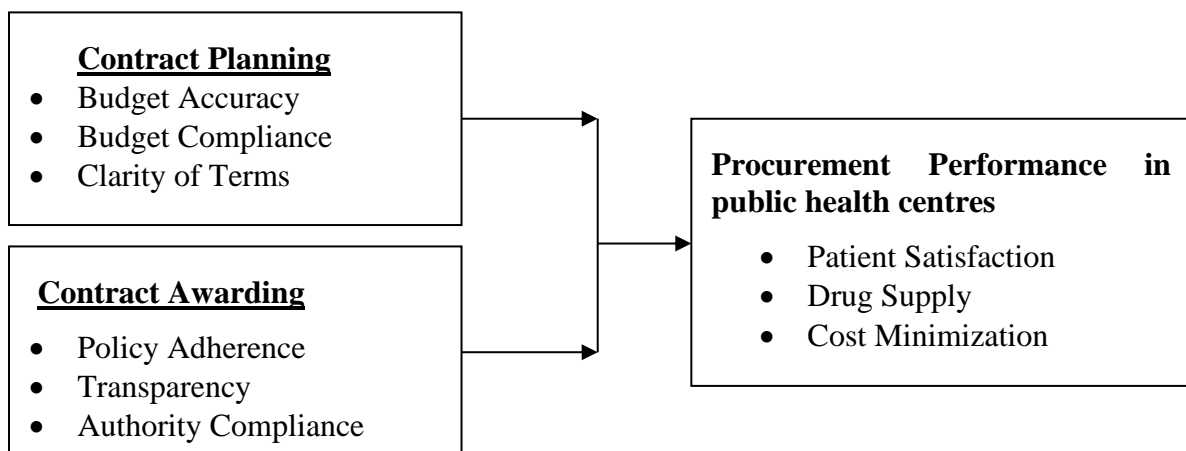 Contract Planning
• Budget Accuracy
• Budget Compliance
• Clarity of Terms
Contract Awarding
• Policy Adherence
• Transparency
• Authority Compliance
Procurement Performance in
public health centres
• Patient Satisfaction
• Drug Supply
• Cost Minimization